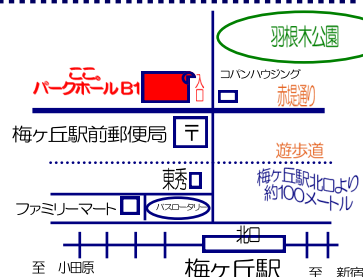 羽根木公園
ここ。
パークホールB1
入口
コパンハウジング
赤堤通り
梅ヶ丘駅前郵便局
〒
遊歩道
東秀
梅ヶ丘駅北口より
約100メートル
ファミリーマート
バスロータリー
北口
至 小田原
梅ヶ丘駅
至 新宿